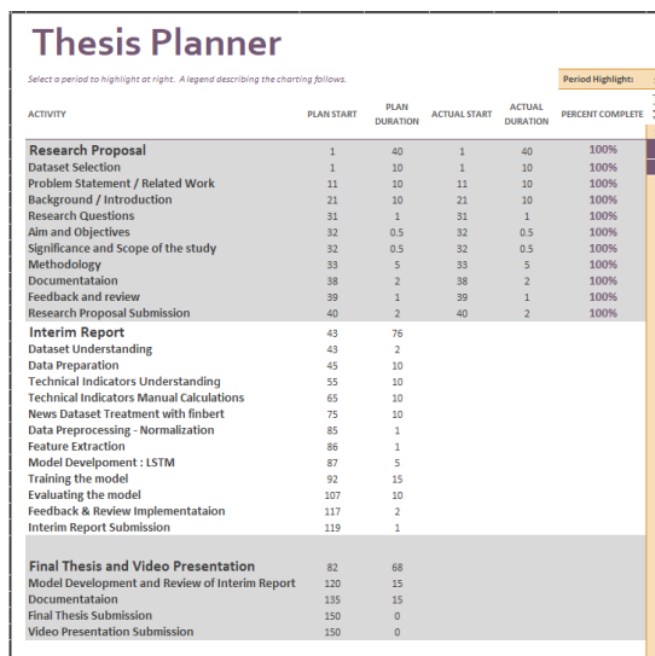 Thesis Planner
Select a period to highlight at right. A legend describing the charting follows.
Period Highlight:
ACTIVITY PLAN START PLAN DURATION ACTUAL START ACTUAL DURATION PERCENT COMPLETE
Research Proposal 1 40 1 40 100%
Dataset Selection 1 10 1 10 100%
Problem Statement / Related Work 11 10 11 10 100%
Background / Introduction 21 10 21 10 100%
Research Questions 31 1 31 1 100%
Aim and Objectives 32 0.5 32 0.5 100%
Significance and Scope of the study 32 0.5 32 0.5 100%
Methodology 33 5 33 5 100%
Documentataion 38 2 38 2 100%
Feedback and review 39 1 39 1 100%
Research Proposal Submission 40 2 40 2 100%
Interim Report 43 76
Dataset Understanding 43 2
Data Preparation 45 10
Technical Indicators Understanding 55 10
Technical Indicators Manual Calculations 65 10
News Dataset Treatment with finbert 75 10
Data Preprocessing - Normalization 85 1
Feature Extraction 86 1
Model Develpoment : LSTM 87 5
Training the model 92 15
Evaluating the model 107 10
Feedback & Review Implementataion 117 2
Interim Report Submission 119 1
Final Thesis and Video Presentation 82 68
Model Development and Review of Interim Report 120 15
Documentataion 135 15
Final Thesis Submission 150 0
Video Presentation Submission 150 0